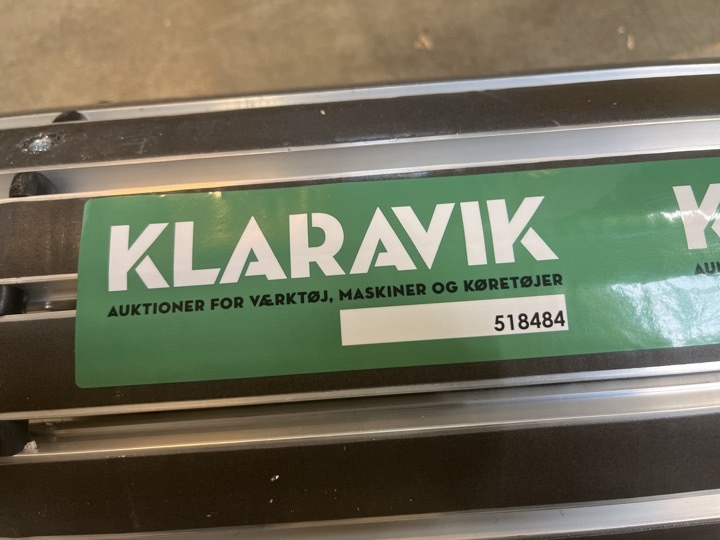 KLARAVIK
AUKTIONER FOR VÆRKTØJ, MASKINER OG KØRETØJER
518484